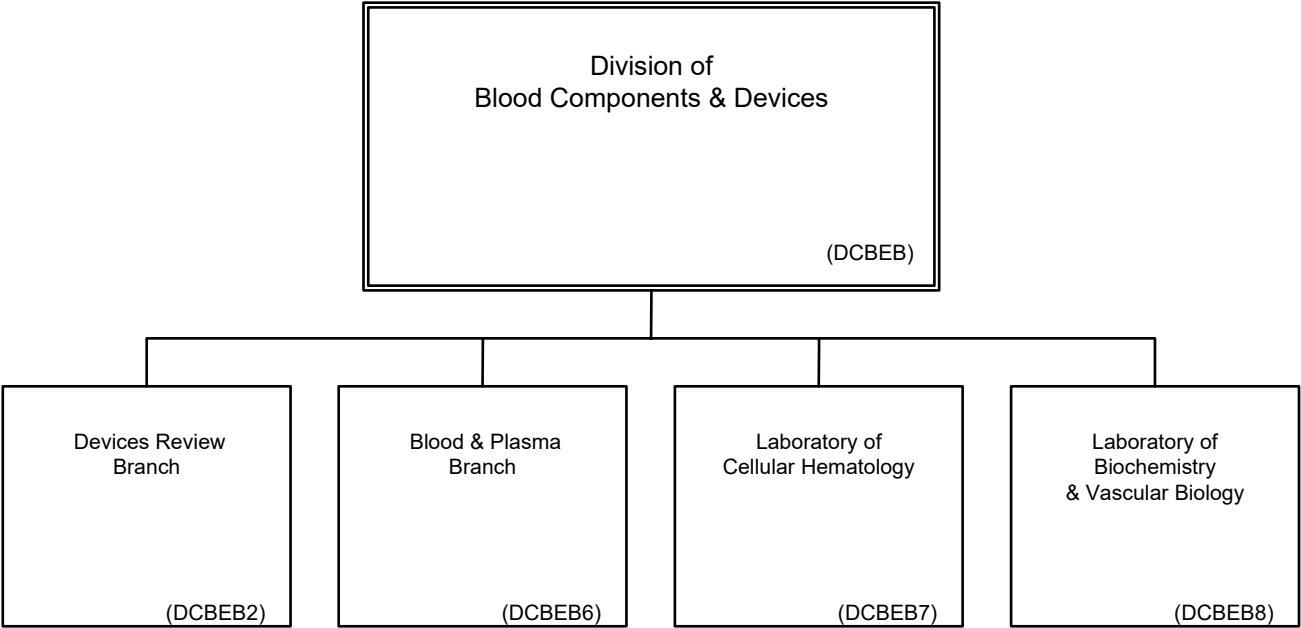 Division of
Blood Components & Devices
(DCBEB)
Devices Review
Branch
(DCBEB2)
Blood & Plasma
Branch
(DCBEB6)
Laboratory of
Cellular Hematology
(DCBEB7)
Laboratory of
Biochemistry
& Vascular Biology
(DCBEB8)